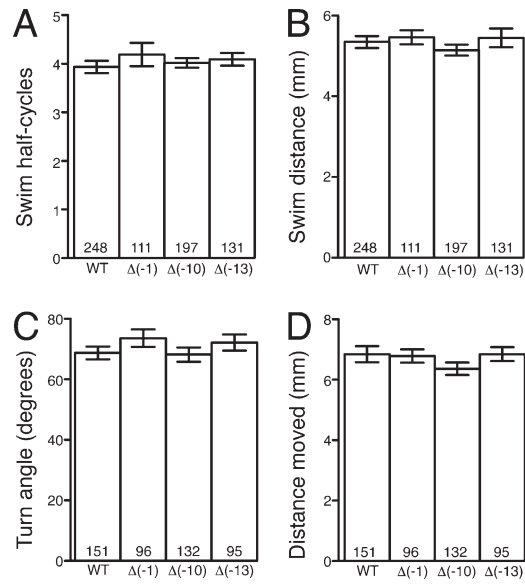 A
Swim half-cycles
5
4
3
2
1
0
248 111 197 131
WT Δ(-1) Δ(-10) Δ(-13)
B
Swim distance (mm)
6
4
2
0
248 111 197 131
WT Δ(-1) Δ(-10) Δ(-13)
C
Turn angle (degrees)
80
60
40
20
0
151 96 132 95
WT Δ(-1) Δ(-10) Δ(-13)
D
Distance moved (mm)
8
6
4
2
0
151 96 132 95
WT Δ(-1) Δ(-10) Δ(-13)